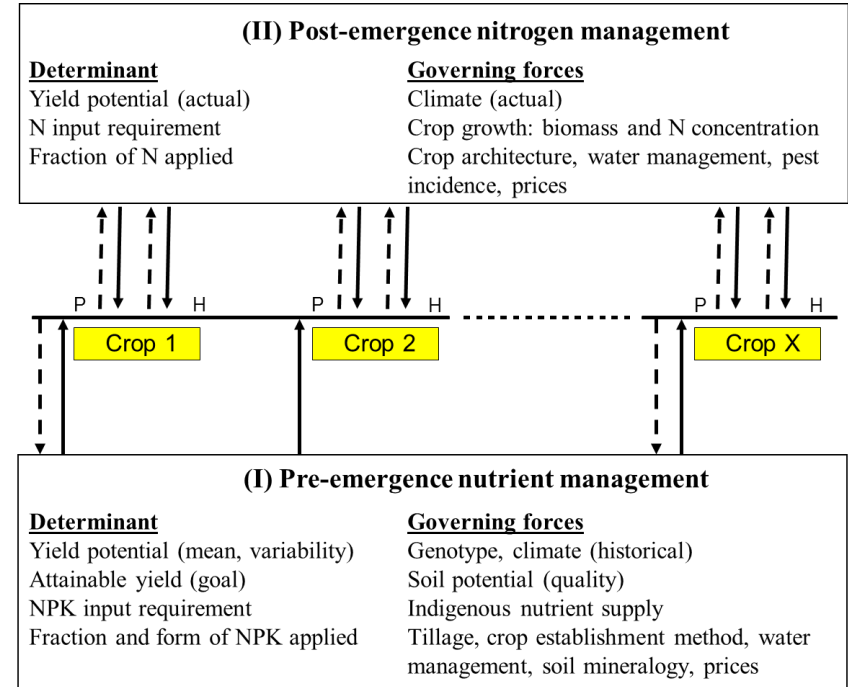 (II) Post-emergence nitrogen management
Determinant
Yield potential (actual)
N input requirement
Fraction of N applied
Governing forces
Climate (actual)
Crop growth: biomass and N concentration
Crop architecture, water management, pest
incidence, prices
P H P H P H
Crop 1 Crop 2 Crop X
(I) Pre-emergence nutrient management
Determinant
Yield potential (mean, variability)
Attainable yield (goal)
NPK input requirement
Fraction and form of NPK applied
Governing forces
Genotype, climate (historical)
Soil potential (quality)
Indigenous nutrient supply
Tillage, crop establishment method, water
management, soil mineralogy, prices